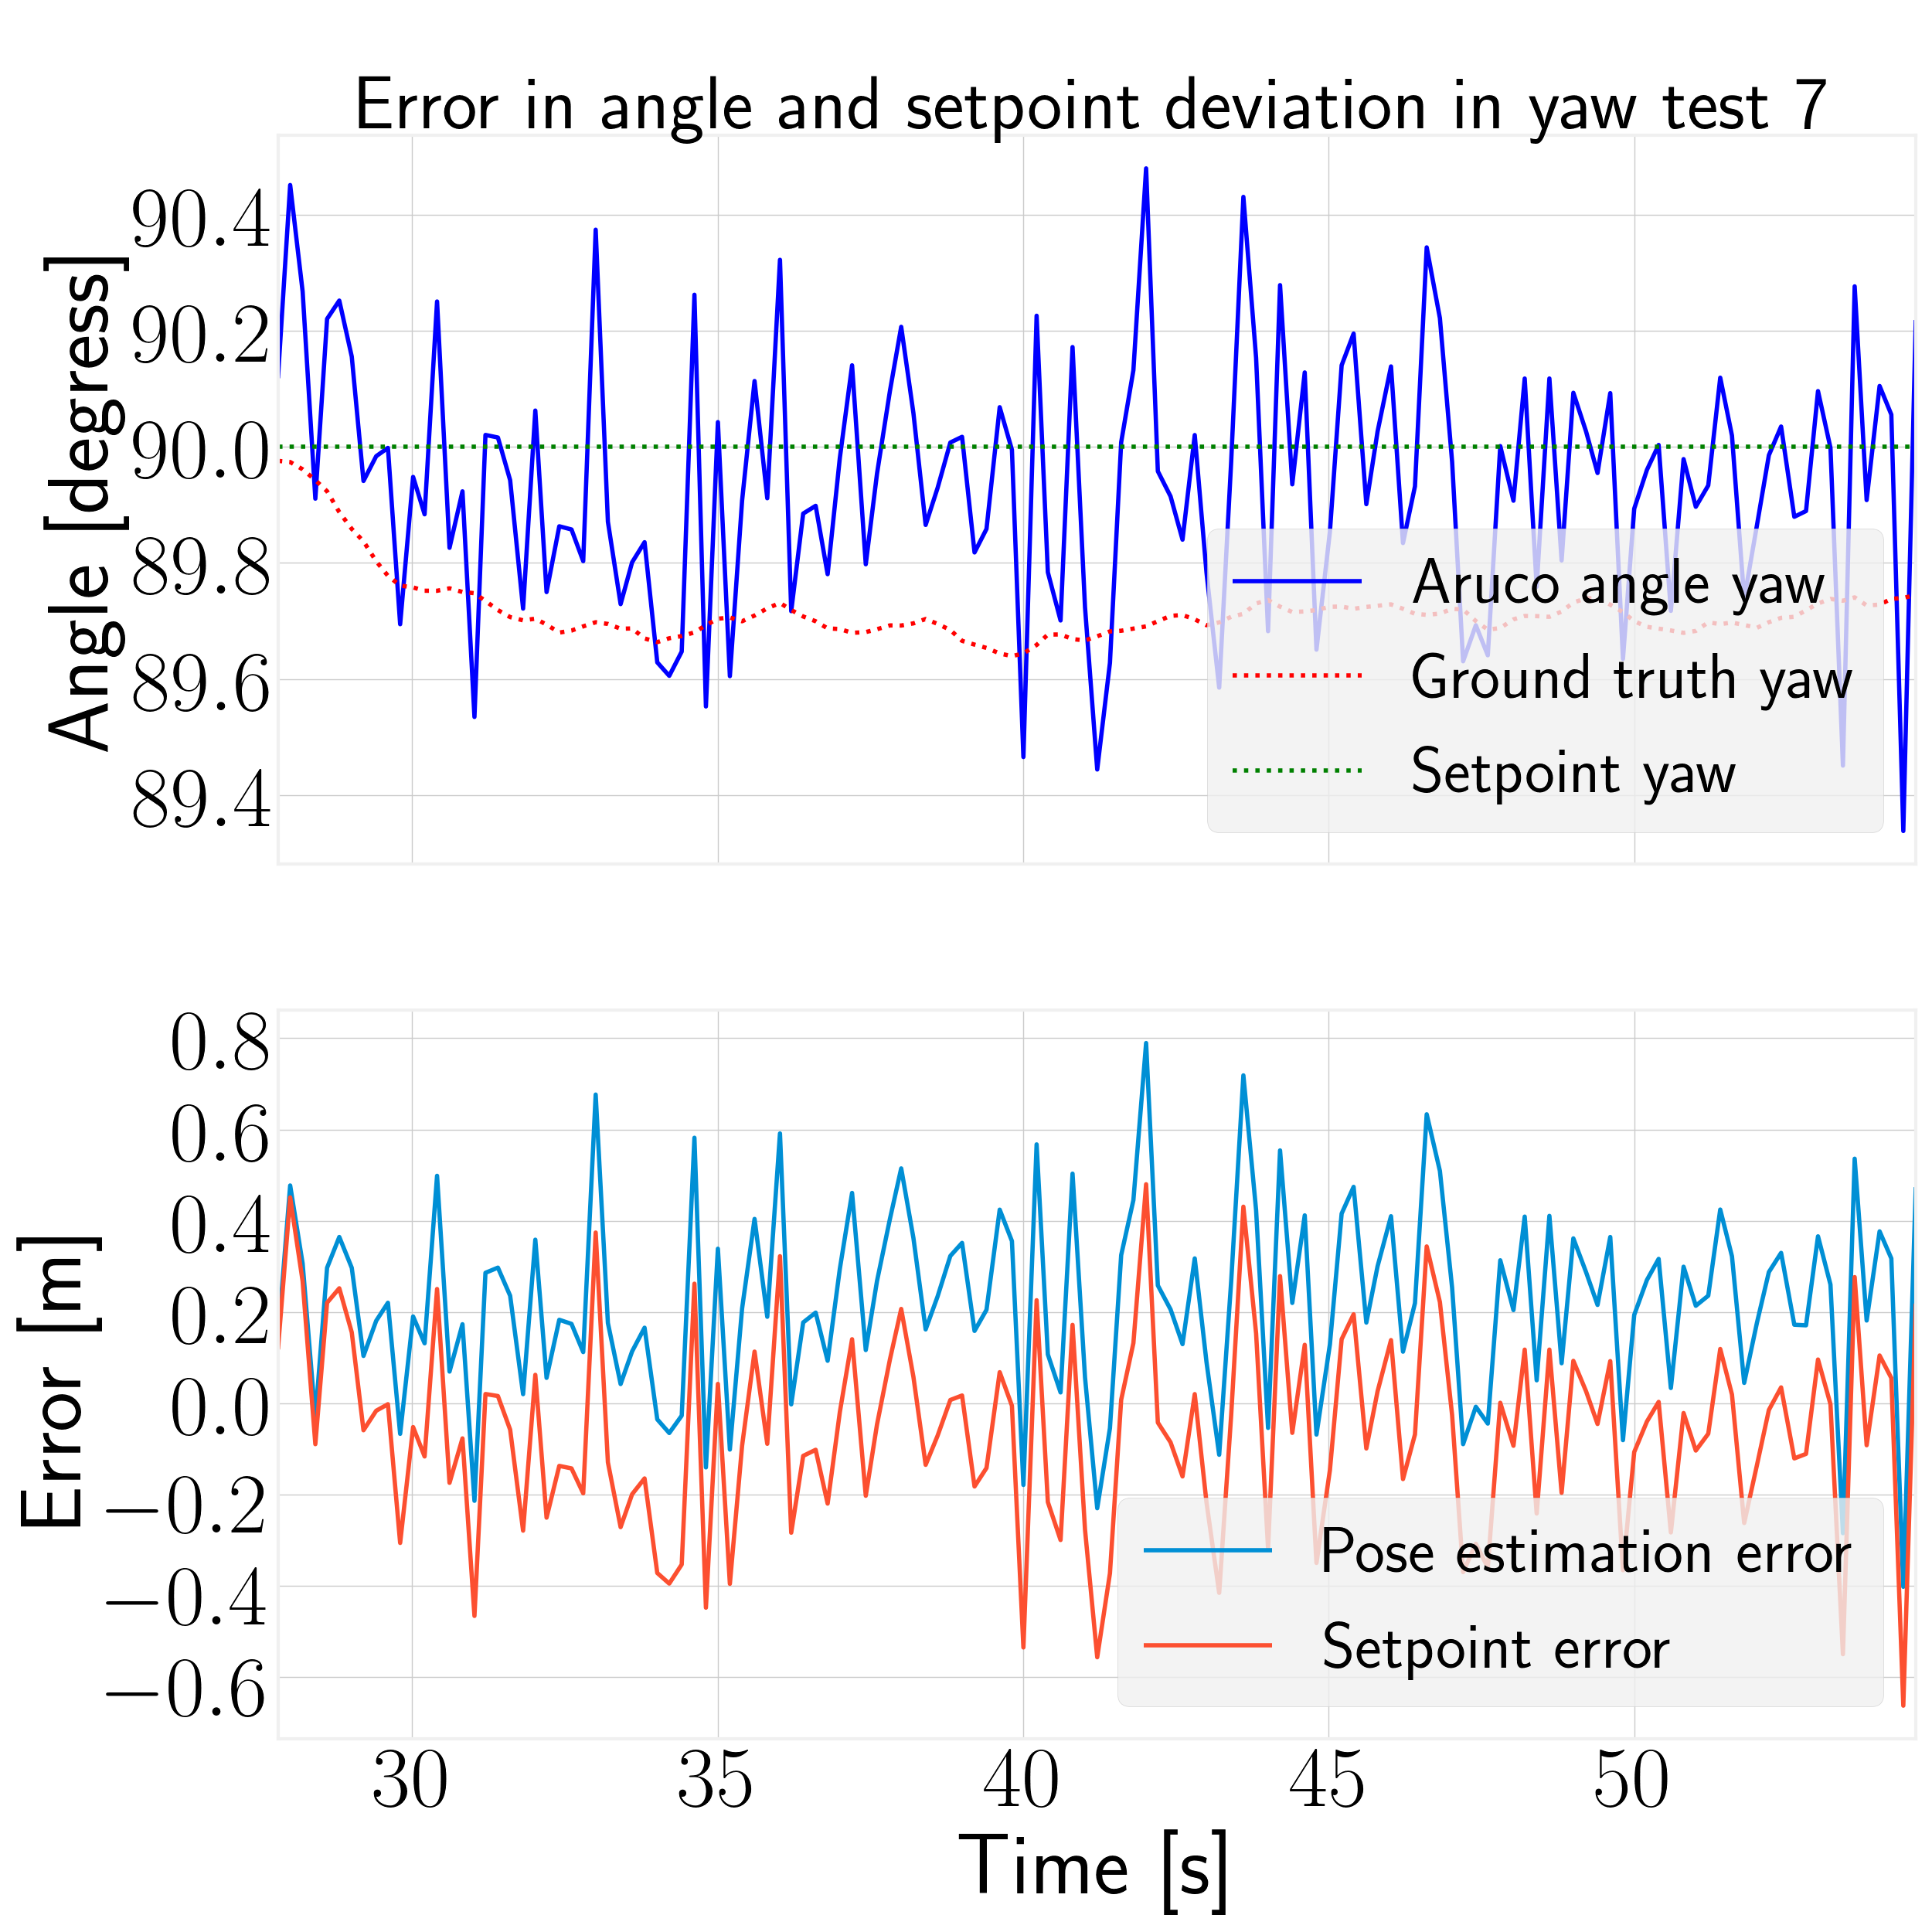 Error in angle and setpoint deviation in yaw test 7
Angle [degress]
90.4
90.2
90.0
89.8
89.6
89.4
Aruco angle yaw
Ground truth yaw
Setpoint yaw
Error [m]
0.8
0.6
0.4
0.2
0.0
−0.2
−0.4
−0.6
Pose estimation error
Setpoint error
30 35 40 45 50
Time [s]